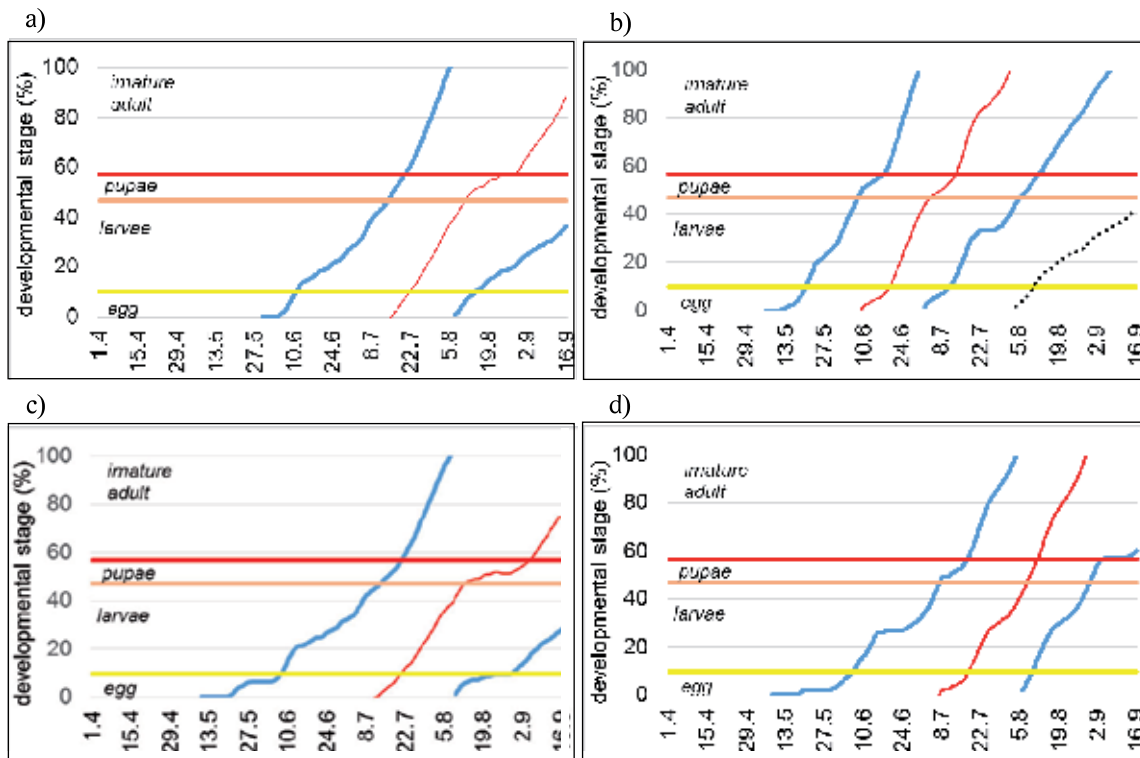 a)
developmental stage (%)
100
80
60
40
20
0
imature
adult
pupae
larvae
egg
1.4
15.4
29.4
13.5
27.5
10.6
24.6
8.7
22.7
5.8
19.8
2.9
16.9
b)
developmental stage (%)
100
80
60
40
20
0
imature
adult
pupae
larvae
egg
1.4
15.4
29.4
13.5
27.5
10.6
24.6
8.7
22.7
5.8
19.8
2.9
16.9
c)
developmental stage (%)
100
80
60
40
20
0
imature
adult
pupae
larvae
egg
1.4
15.4
29.4
13.5
27.5
10.6
24.6
8.7
22.7
5.8
19.8
2.9
16.9
d)
developmental stage (%)
100
80
60
40
20
0
imature
adult
pupae
larvae
egg
1.4
15.4
29.4
13.5
27.5
10.6
24.6
8.7
22.7
5.8
19.8
2.9
16.9